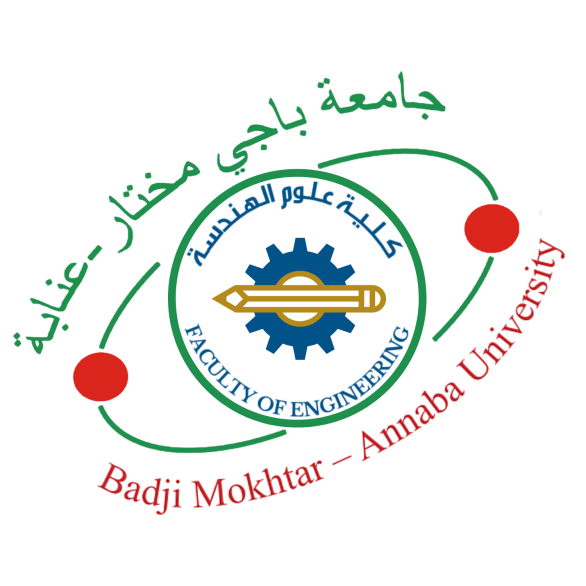 جامعة باجي مختار -عنابة
كلية علوم الهندسة
FACULTY OF ENGINEERING
Badji Mokhtar – Annaba University